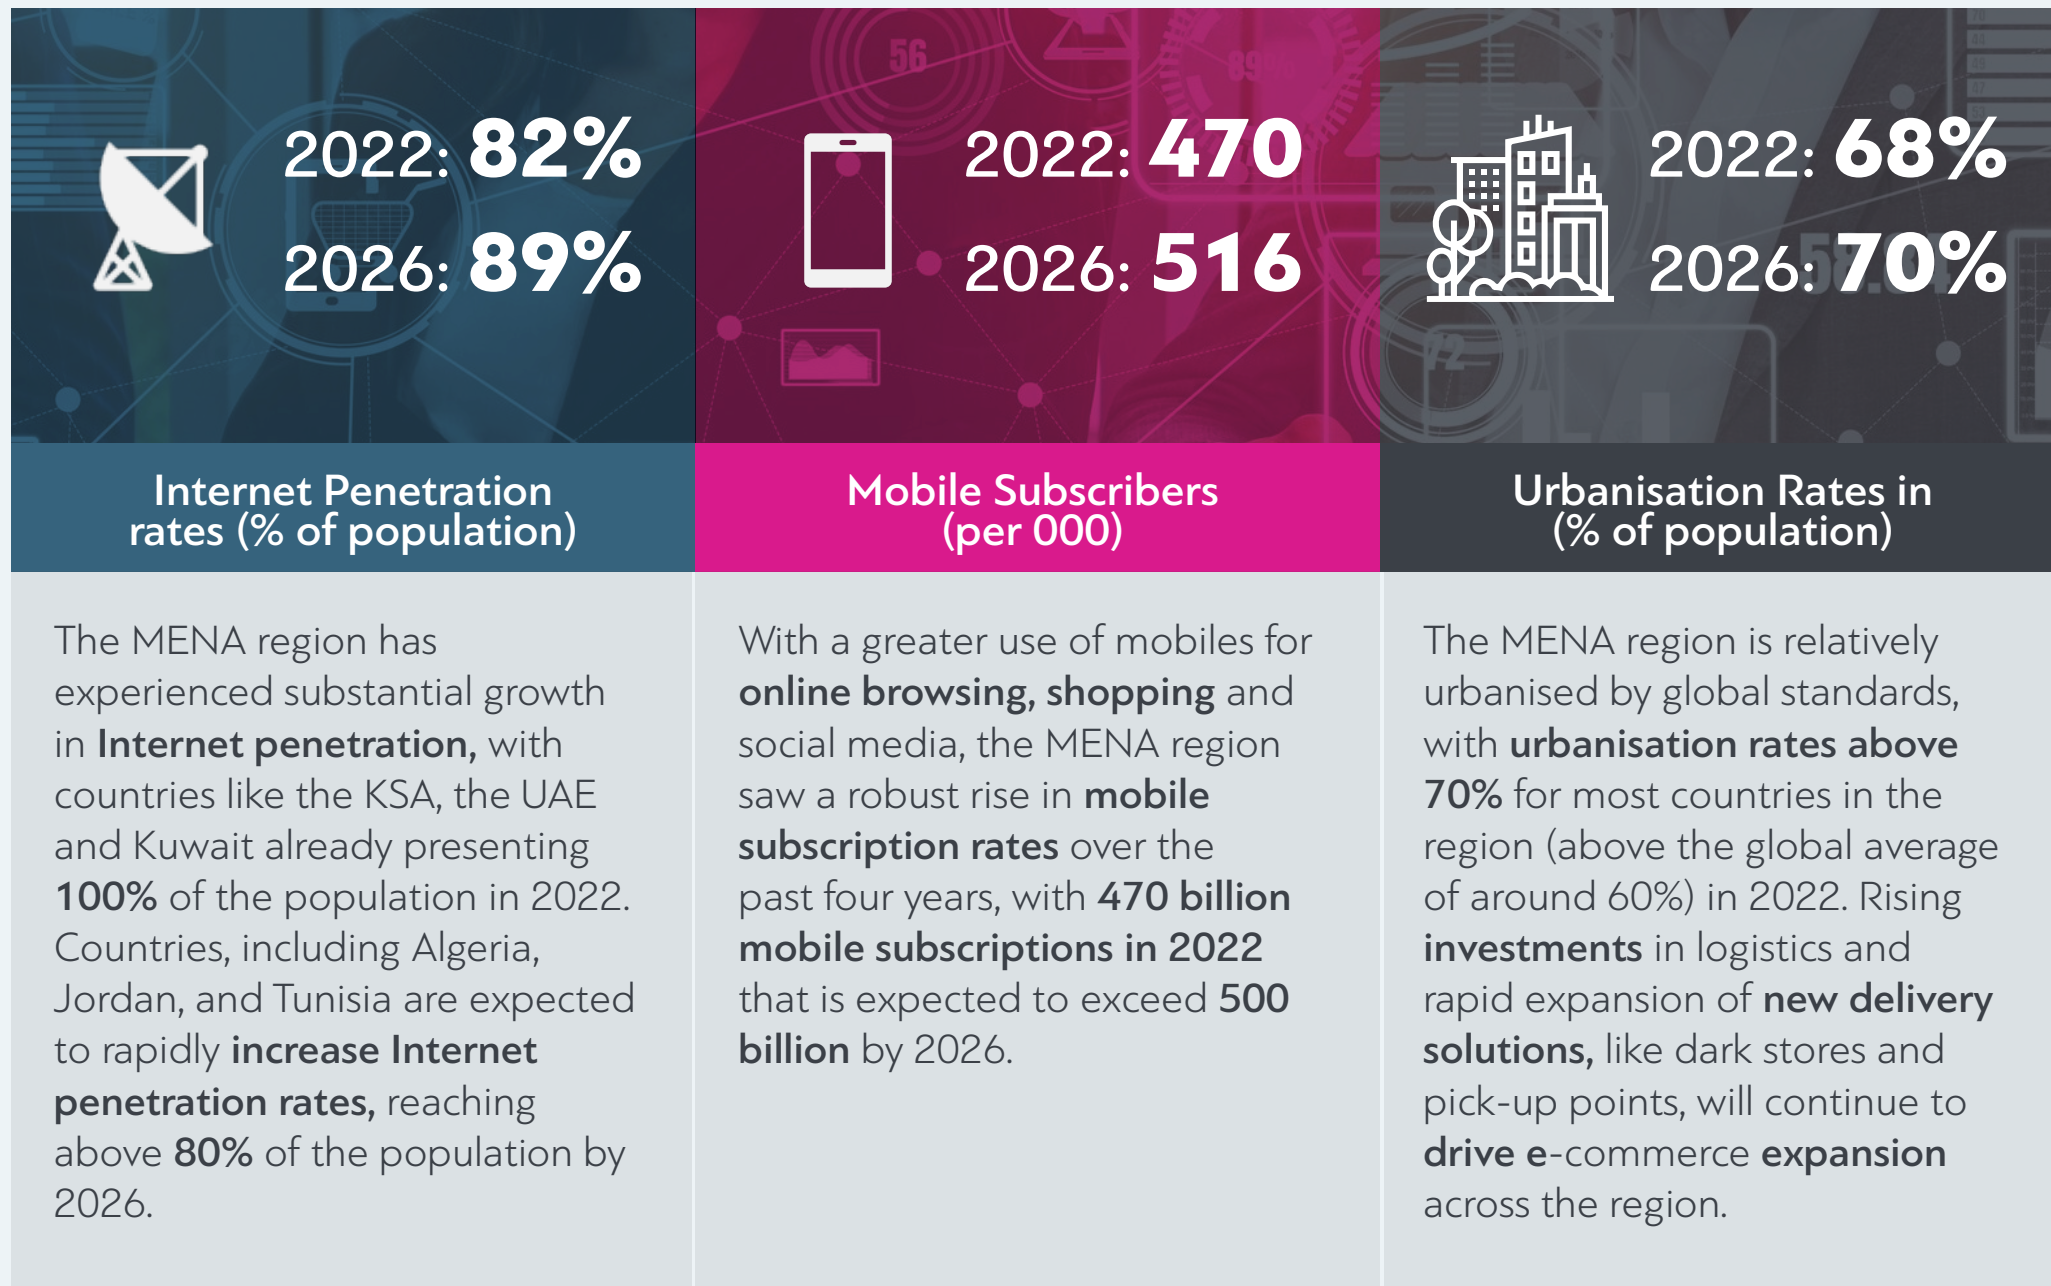 2022: 82%
2026: 89%
Internet Penetration
rates (% of population)
The MENA region has
experienced substantial growth
in Internet penetration, with
countries like the KSA, the UAE
and Kuwait already presenting
100% of the population in 2022.
Countries, including Algeria,
Jordan, and Tunisia are expected
to rapidly increase Internet
penetration rates, reaching
above 80% of the population by
2026.
56
89%
2022: 470
2026: 516
Mobile Subscribers
(per 000)
With a greater use of mobiles for
online browsing, shopping and
social media, the MENA region
saw a robust rise in mobile
subscription rates over the
past four years, with 470 billion
mobile subscriptions in 2022
that is expected to exceed 500
billion by 2026.
2022: 68%
2026: 70%
72
Urbanisation Rates in
(% of population)
The MENA region is relatively
urbanised by global standards,
with urbanisation rates above
70% for most countries in the
region (above the global average
of around 60%) in 2022. Rising
investments in logistics and
rapid expansion of new delivery
solutions, like dark stores and
pick-up points, will continue to
drive e-commerce expansion
across the region.